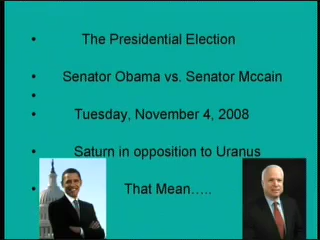 • The Presidential Election
• Senator Obama vs. Senator Mccain
•
• Tuesday, November 4, 2008
• Saturn in opposition to Uranus
• That Mean…..